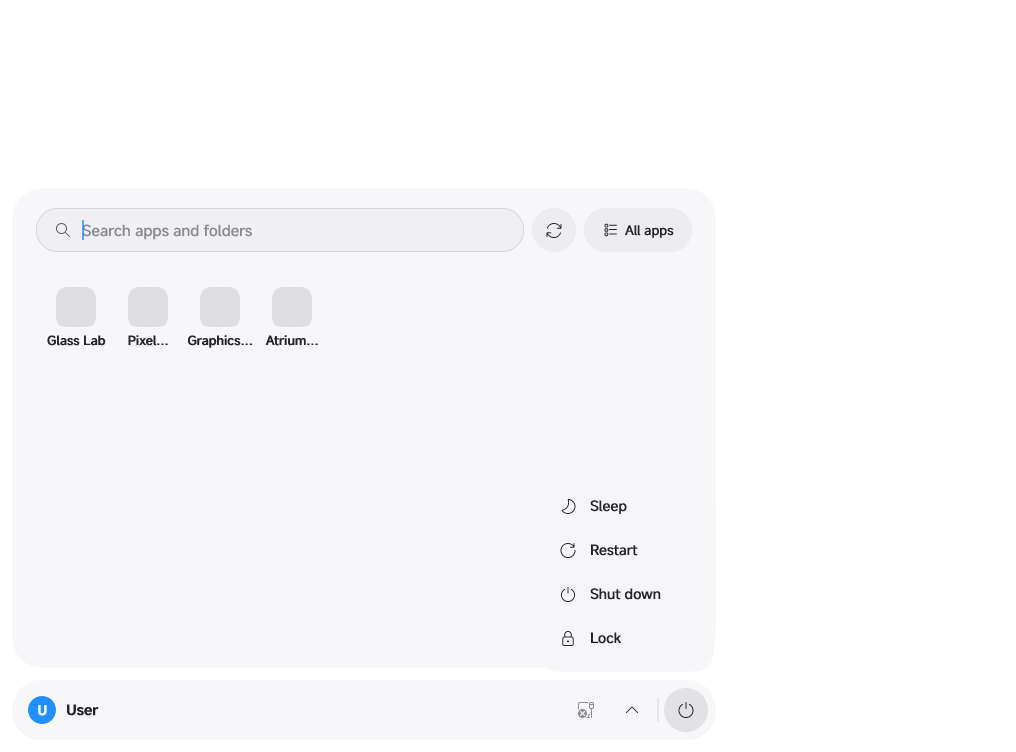 Search apps and folders
All apps
Glass Lab
Pixel...
Graphics...
Atrium...
Sleep
Restart
Shut down
Lock
U
User